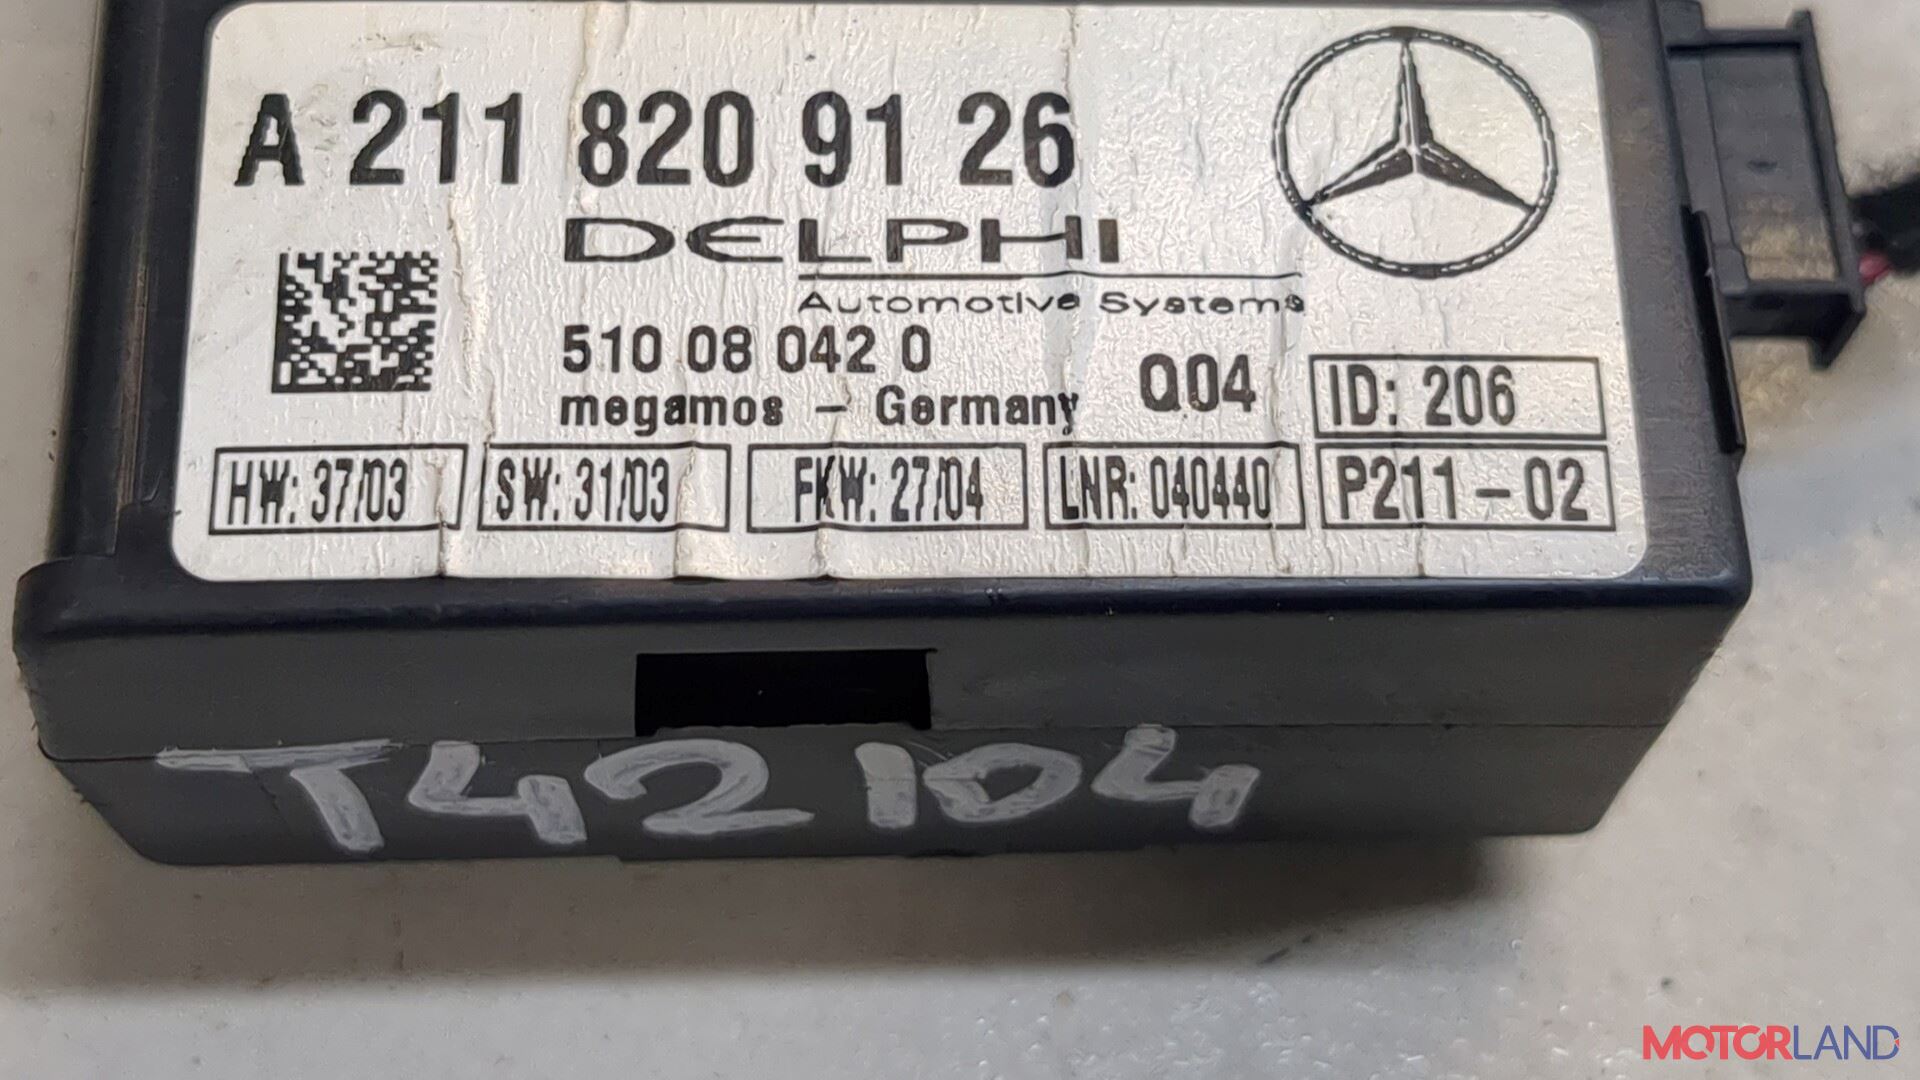 A 211 820 91 26
DELPHI
Automotive Systems
510 08 042 0
megamos - Germany
Q04
ID: 206
HW: 37/03
SW: 31/03
FKW: 27/04
LNR: 040440
P211-02
T42104
MOTORLAND